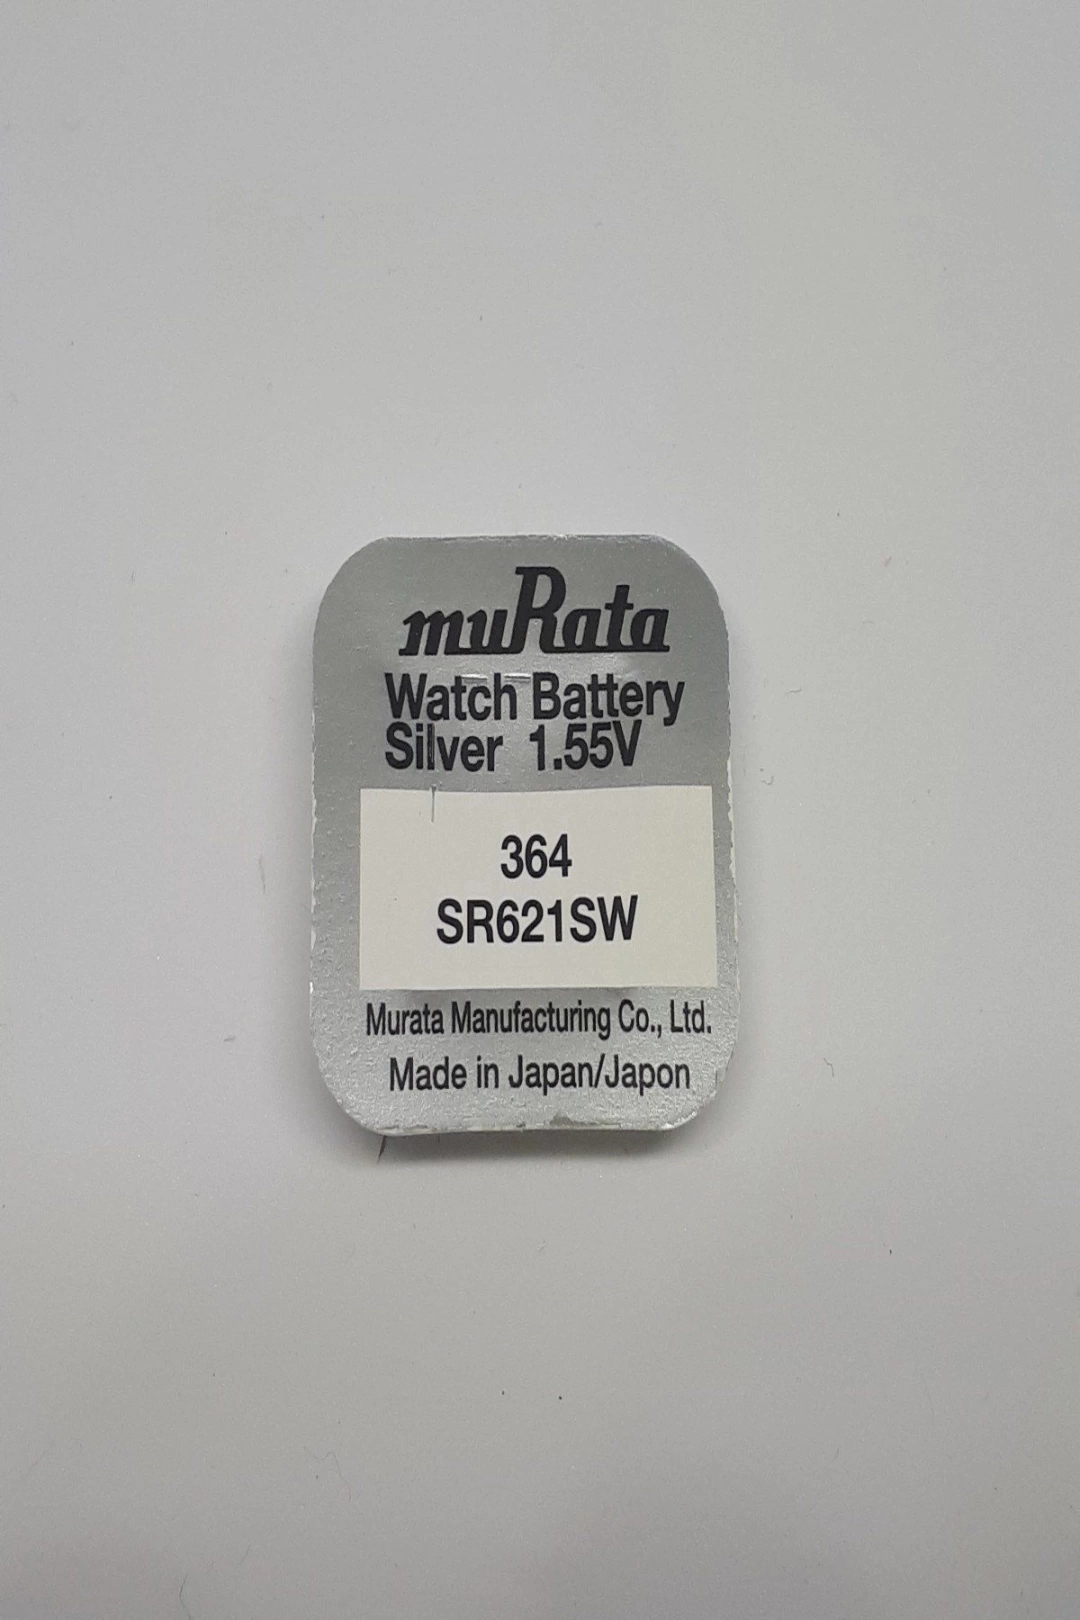 muRata
Watch Battery
Silver 1.55V
364
SR621SW
Murata Manufacturing Co., Ltd.
Made in Japan/Japon